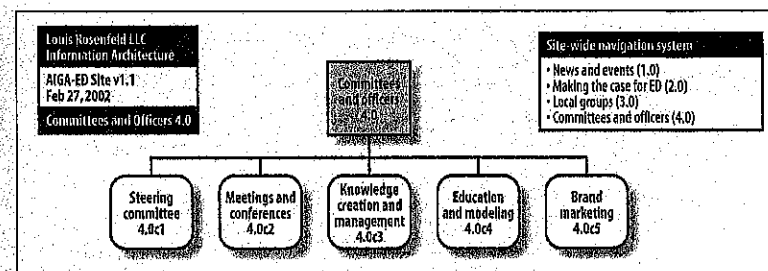 Louis Rosenfeld LLC
Information Architecture
AIGA-ED Site v1.1
Feb 27, 2002
Committees and Officers 4.0
Committees
and officers
4.0
Site-wide navigation system
• News and events (1.0)
• Making the case for ED (2.0)
• Local groups (3.0)
• Committees and officers (4.0)
Steering
committee
4.0c1
Meetings and
conferences
4.0c2
Knowledge
creation and
management
4.0c3
Education
and modeling
4.0c4
Brand
marketing
4.0c5